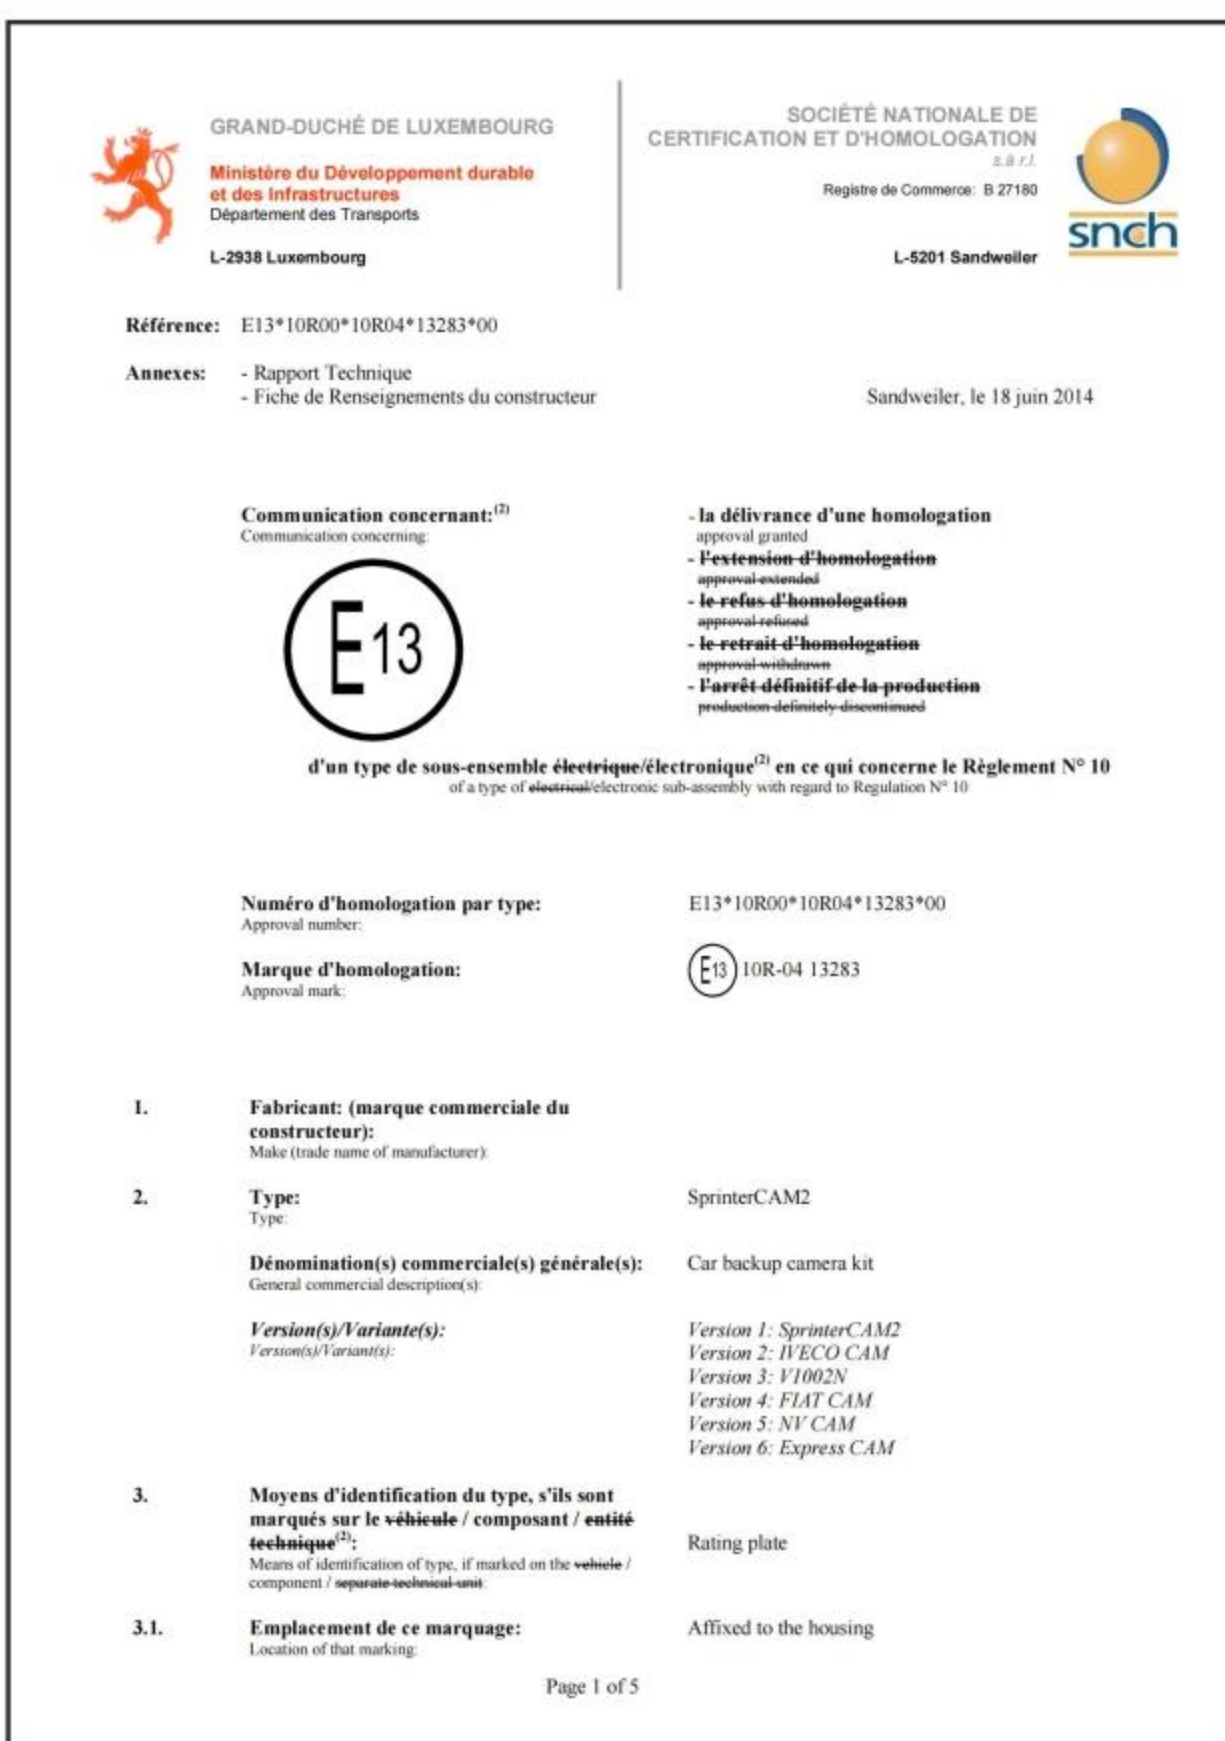 GRAND-DUCHÉ DE LUXEMBOURG
Ministère du Développement durable
et des Infrastructures
Département des Transports
L-2938 Luxembourg
SOCIÉTÉ NATIONALE DE
CERTIFICATION ET D'HOMOLOGATION
s.à r.l.
Registre de Commerce: B 27180
L-5201 Sandweiler
snch
Référence: E13*10R00*10R04*13283*00
Annexes: - Rapport Technique
- Fiche de Renseignements du constructeur
Sandweiler, le 18 juin 2014
Communication concernant:(2)
Communication concerning:
E13
- la délivrance d'une homologation
approval granted
- l'extension d'homologation
approval extended
- le refus d'homologation
approval refused
- le retrait d'homologation
approval withdrawn
- l'arrêt définitif de la production
production definitely discontinued
d'un type de sous-ensemble électrique/électronique(2) en ce qui concerne le Règlement N° 10
of a type of electrical/electronic sub-assembly with regard to Regulation N° 10
Numéro d'homologation par type: E13*10R00*10R04*13283*00
Approval number:
Marque d'homologation: E13 10R-04 13283
Approval mark:
1. Fabricant: (marque commerciale du
constructeur):
Make (trade name of manufacturer):
2. Type: SprinterCAM2
Type:
Dénomination(s) commerciale(s) générale(s): Car backup camera kit
General commercial description(s):
Version(s)/Variante(s): Version 1: SprinterCAM2
Version(s)/Variant(s): Version 2: IVECO CAM
Version 3: V1002N
Version 4: FIAT CAM
Version 5: NV CAM
Version 6: Express CAM
3. Moyens d'identification du type, s'ils sont
marqués sur le véhicule / composant / entité
technique(2): Rating plate
Means of identification of type, if marked on the vehicle /
component / separate technical unit:
3.1. Emplacement de ce marquage: Affixed to the housing
Location of that marking:
Page 1 of 5